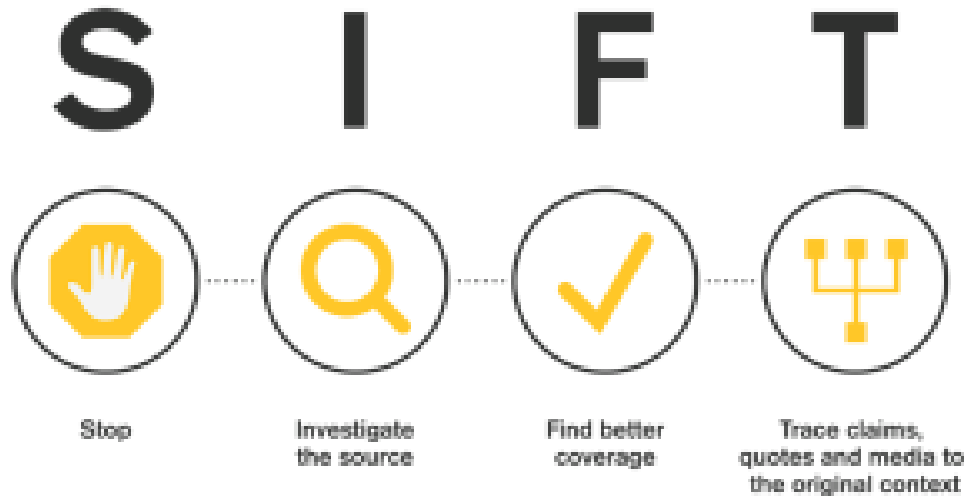 S I F T
Stop
Investigate
the source
Find better
coverage
Trace claims,
quotes and media to
the original context